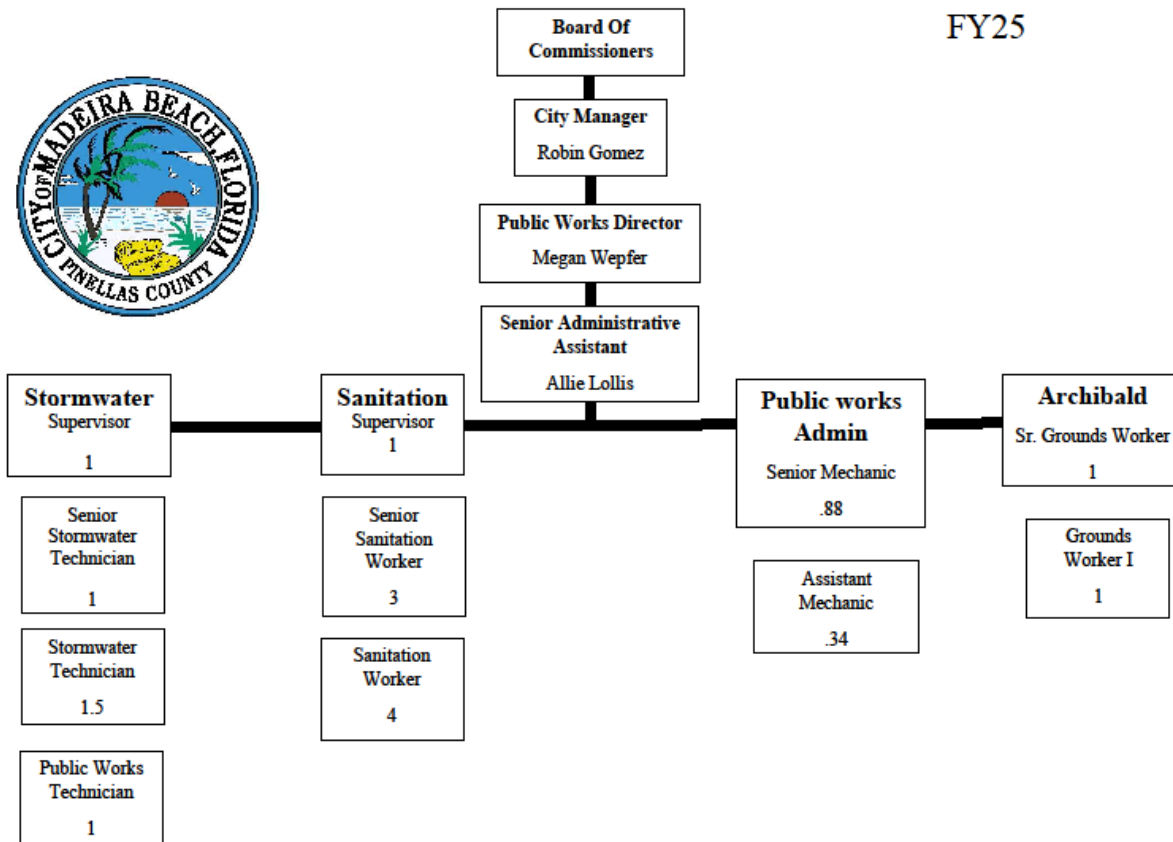 FY25
Board Of
Commissioners
City Manager
Robin Gomez
Public Works Director
Megan Wepfer
Senior Administrative
Assistant
Allie Lollis
CITY OF MADEIRA BEACH, FLORIDA
PINELLAS COUNTY
Stormwater
Supervisor
1
Senior
Stormwater
Technician
1
Stormwater
Technician
1.5
Public Works
Technician
1
Sanitation
Supervisor
1
Senior
Sanitation
Worker
3
Sanitation
Worker
4
Public works
Admin
Senior Mechanic
.88
Assistant
Mechanic
.34
Archibald
Sr. Grounds Worker
1
Grounds
Worker I
1